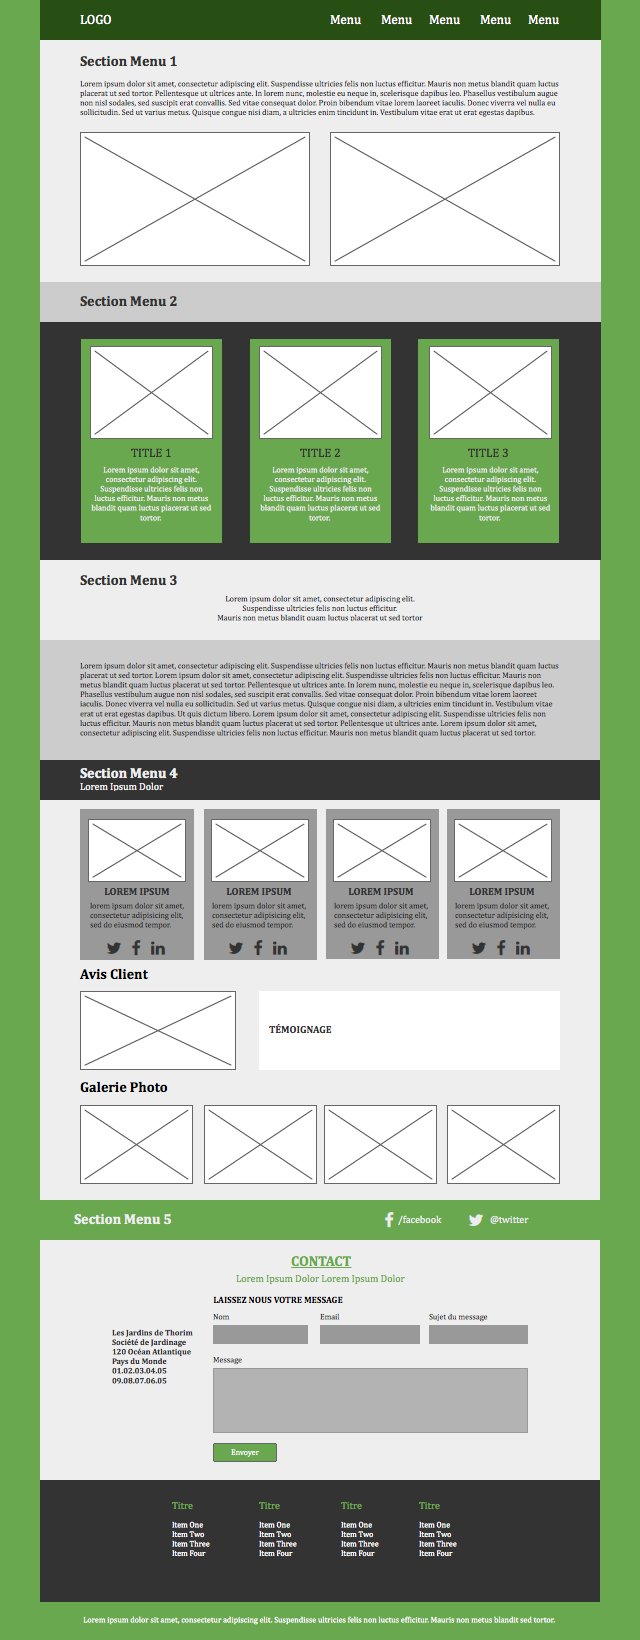 LOGO Menu Menu Menu Menu Menu
Section Menu 1
Lorem ipsum dolor sit amet, consectetur adipiscing elit. Suspendisse ultricies felis non luctus efficitur. Mauris non metus blandit quam luctus
placerat ut sed tortor. Pellentesque ut ultrices ante. In lorem nunc, molestie eu neque in, scelerisque dapibus leo. Phasellus vestibulum augue
non nisl sodales, sed suscipit erat convallis. Sed vitae consequat dolor. Proin bibendum vitae lorem laoreet iaculis. Donec viverra vel nulla eu
sollicitudin. Sed ut varius metus. Quisque congue nisi diam, a ultricies enim tincidunt in. Vestibulum vitae erat ut erat egestas dapibus.
Section Menu 2
TITLE 1
Lorem ipsum dolor sit amet,
consectetur adipiscing elit.
Suspendisse ultricies felis non
luctus efficitur. Mauris non metus
blandit quam luctus placerat ut sed
tortor.
TITLE 2
Lorem ipsum dolor sit amet,
consectetur adipiscing elit.
Suspendisse ultricies felis non
luctus efficitur. Mauris non metus
blandit quam luctus placerat ut sed
tortor.
TITLE 3
Lorem ipsum dolor sit amet,
consectetur adipiscing elit.
Suspendisse ultricies felis non
luctus efficitur. Mauris non metus
blandit quam luctus placerat ut sed
tortor.
Section Menu 3
Lorem ipsum dolor sit amet, consectetur adipiscing elit.
Suspendisse ultricies felis non luctus efficitur.
Mauris non metus blandit quam luctus placerat ut sed tortor
Lorem ipsum dolor sit amet, consectetur adipiscing elit. Suspendisse ultricies felis non luctus efficitur. Mauris non metus blandit quam luctus
placerat ut sed tortor. Lorem ipsum dolor sit amet, consectetur adipiscing elit. Suspendisse ultricies felis non luctus efficitur. Mauris non
metus blandit quam luctus placerat ut sed tortor. Pellentesque ut ultrices ante. In lorem nunc, molestie eu neque in, scelerisque dapibus leo.
Phasellus vestibulum augue non nisl sodales, sed suscipit erat convallis. Sed vitae consequat dolor. Proin bibendum vitae lorem laoreet
iaculis. Donec viverra vel nulla eu sollicitudin. Sed ut varius metus. Quisque congue nisi diam, a ultricies enim tincidunt in. Vestibulum vitae
erat ut erat egestas dapibus. Ut quis dictum libero. Lorem ipsum dolor sit amet, consectetur adipiscing elit. Suspendisse ultricies felis non
luctus efficitur. Mauris non metus blandit quam luctus placerat ut sed tortor. Pellentesque ut ultrices ante. Lorem ipsum dolor sit amet,
consectetur adipiscing elit. Suspendisse ultricies felis non luctus efficitur. Mauris non metus blandit quam luctus placerat ut sed tortor.
Section Menu 4
Lorem Ipsum Dolor
LOREM IPSUM
lorem ipsum dolor sit amet,
consectetur adipisicing elit,
sed do eiusmod tempor.
LOREM IPSUM
lorem ipsum dolor sit amet,
consectetur adipisicing elit,
sed do eiusmod tempor.
LOREM IPSUM
lorem ipsum dolor sit amet,
consectetur adipisicing elit,
sed do eiusmod tempor.
LOREM IPSUM
lorem ipsum dolor sit amet,
consectetur adipisicing elit,
sed do eiusmod tempor.
Avis Client
TÉMOIGNAGE
Galerie Photo
Section Menu 5 /facebook @twitter
CONTACT
Lorem Ipsum Dolor Lorem Ipsum Dolor
Les Jardins de Thorim
Société de Jardinage
120 Océan Atlantique
Pays du Monde
01.02.03.04.05
09.08.07.06.05
LAISSEZ NOUS VOTRE MESSAGE
Nom Email Sujet du message
Message
Envoyer
Titre
Item One
Item Two
Item Three
Item Four
Titre
Item One
Item Two
Item Three
Item Four
Titre
Item One
Item Two
Item Three
Item Four
Titre
Item One
Item Two
Item Three
Item Four
Lorem ipsum dolor sit amet, consectetur adipiscing elit. Suspendisse ultricies felis non luctus efficitur. Mauris non metus blandit sed tortor.